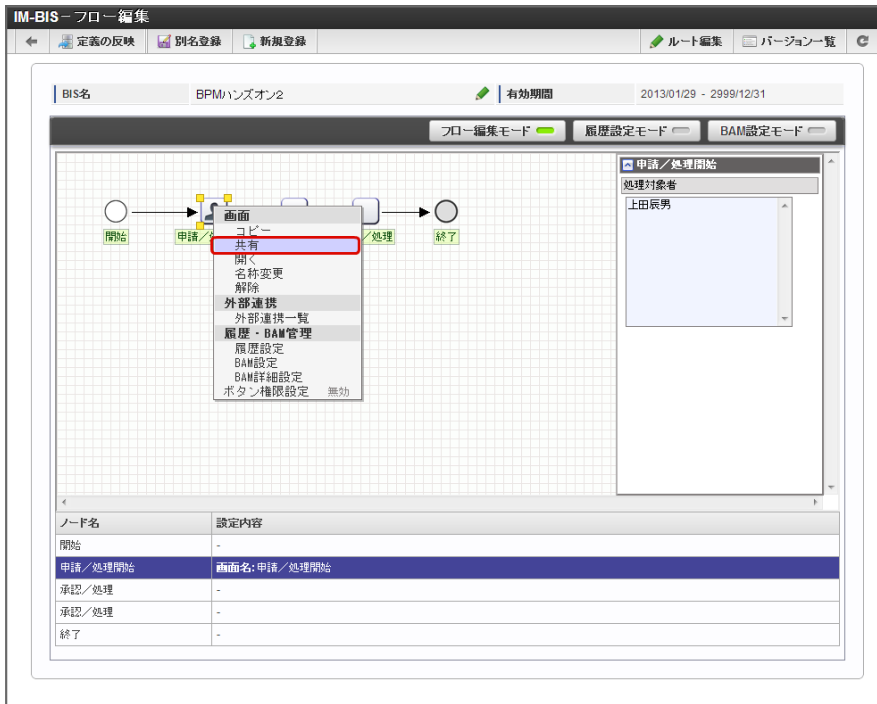 IM-BIS－フロー編集
定義の反映 別名登録 新規登録 ルート編集 バージョン一覧
BIS名 BPMハンズオン2 有効期間 2013/01/29 - 2999/12/31
フロー編集モード 履歴設定モード BAM設定モード
申請／処理開始
処理対象者
上田辰男
開始
申請／
／処理
終了
画面
コピー
共有
開く
名称変更
解除
外部連携
外部連携一覧
履歴・BAM管理
履歴設定
BAM設定
BAM詳細設定
ボタン権限設定 無効
ノード名 設定内容
開始 -
申請／処理開始 画面名:申請／処理開始
承認／処理 -
承認／処理 -
終了 -